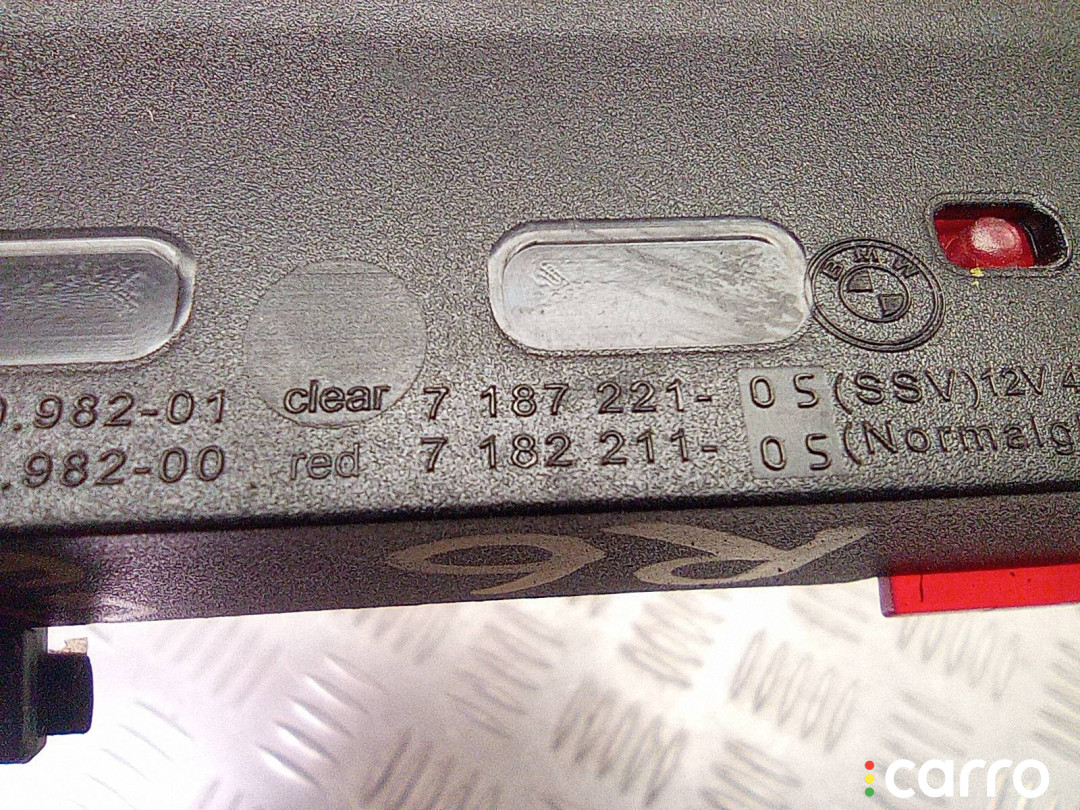 BMW
.982-01 clear 7 187 221- 05 (SSV) 12V 4
.982-00 red 7 182 211- 05 (Normalg
carro